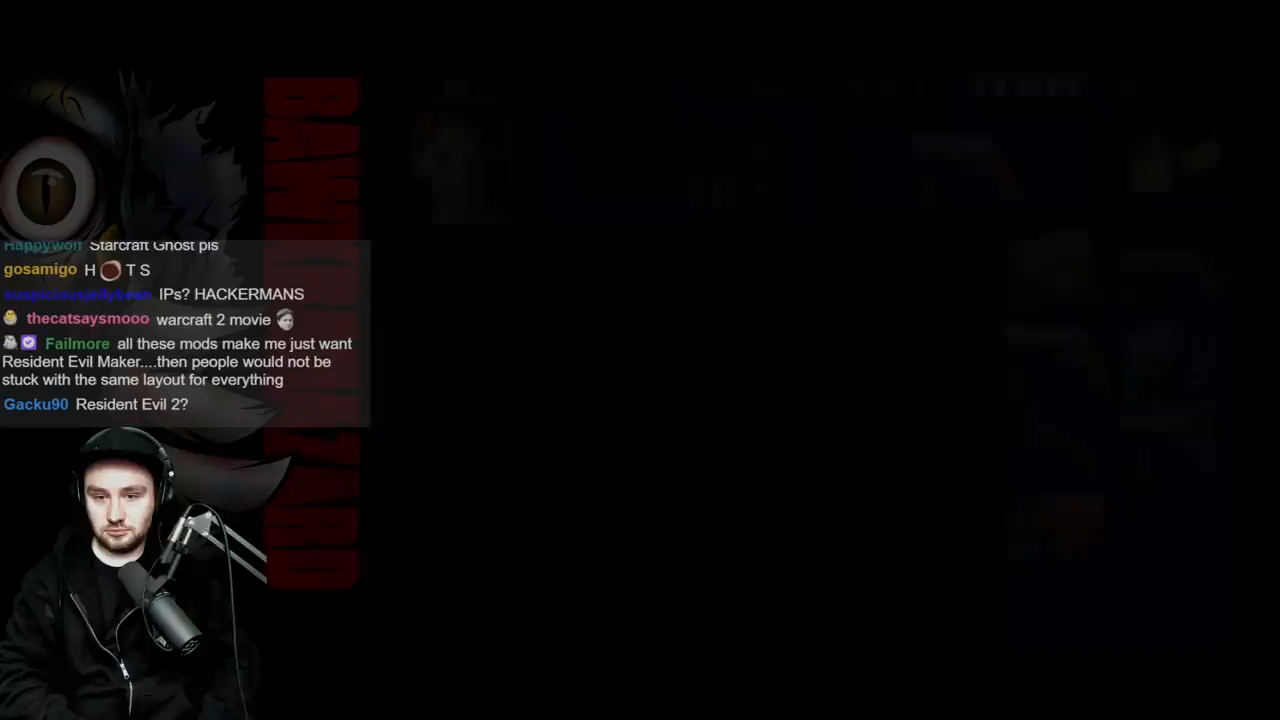 Happywolf Starcraft Ghost pls
gosamigo H T S
suspiciousjellybean IPs? HACKERMANS
thecatsaysmooo warcraft 2 movie
Failmore all these mods make me just want
Resident Evil Maker....then people would not be
stuck with the same layout for everything
Gacku90 Resident Evil 2?